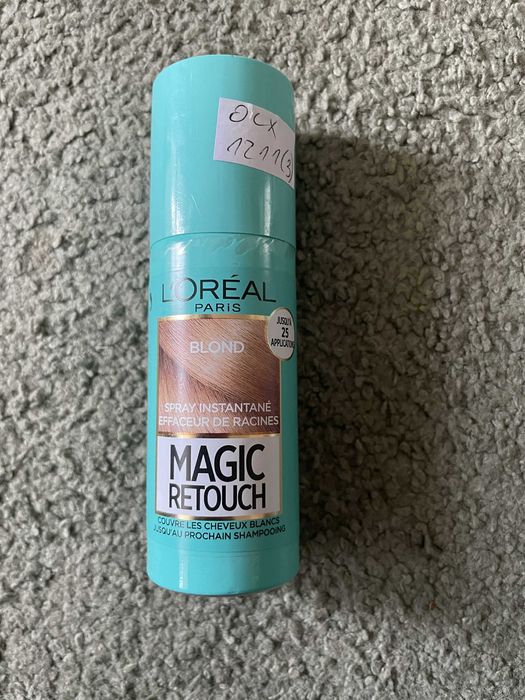 OCX
1211(3)
L'ORÉAL
PARIS
JUSQU'À
25
APPLICATIONS
BLOND
SPRAY INSTANTANÉ
EFFACEUR DE RACINES
MAGIC
RETOUCH
COUVRE LES CHEVEUX BLANCS
JUSQU'AU PROCHAIN SHAMPOOING